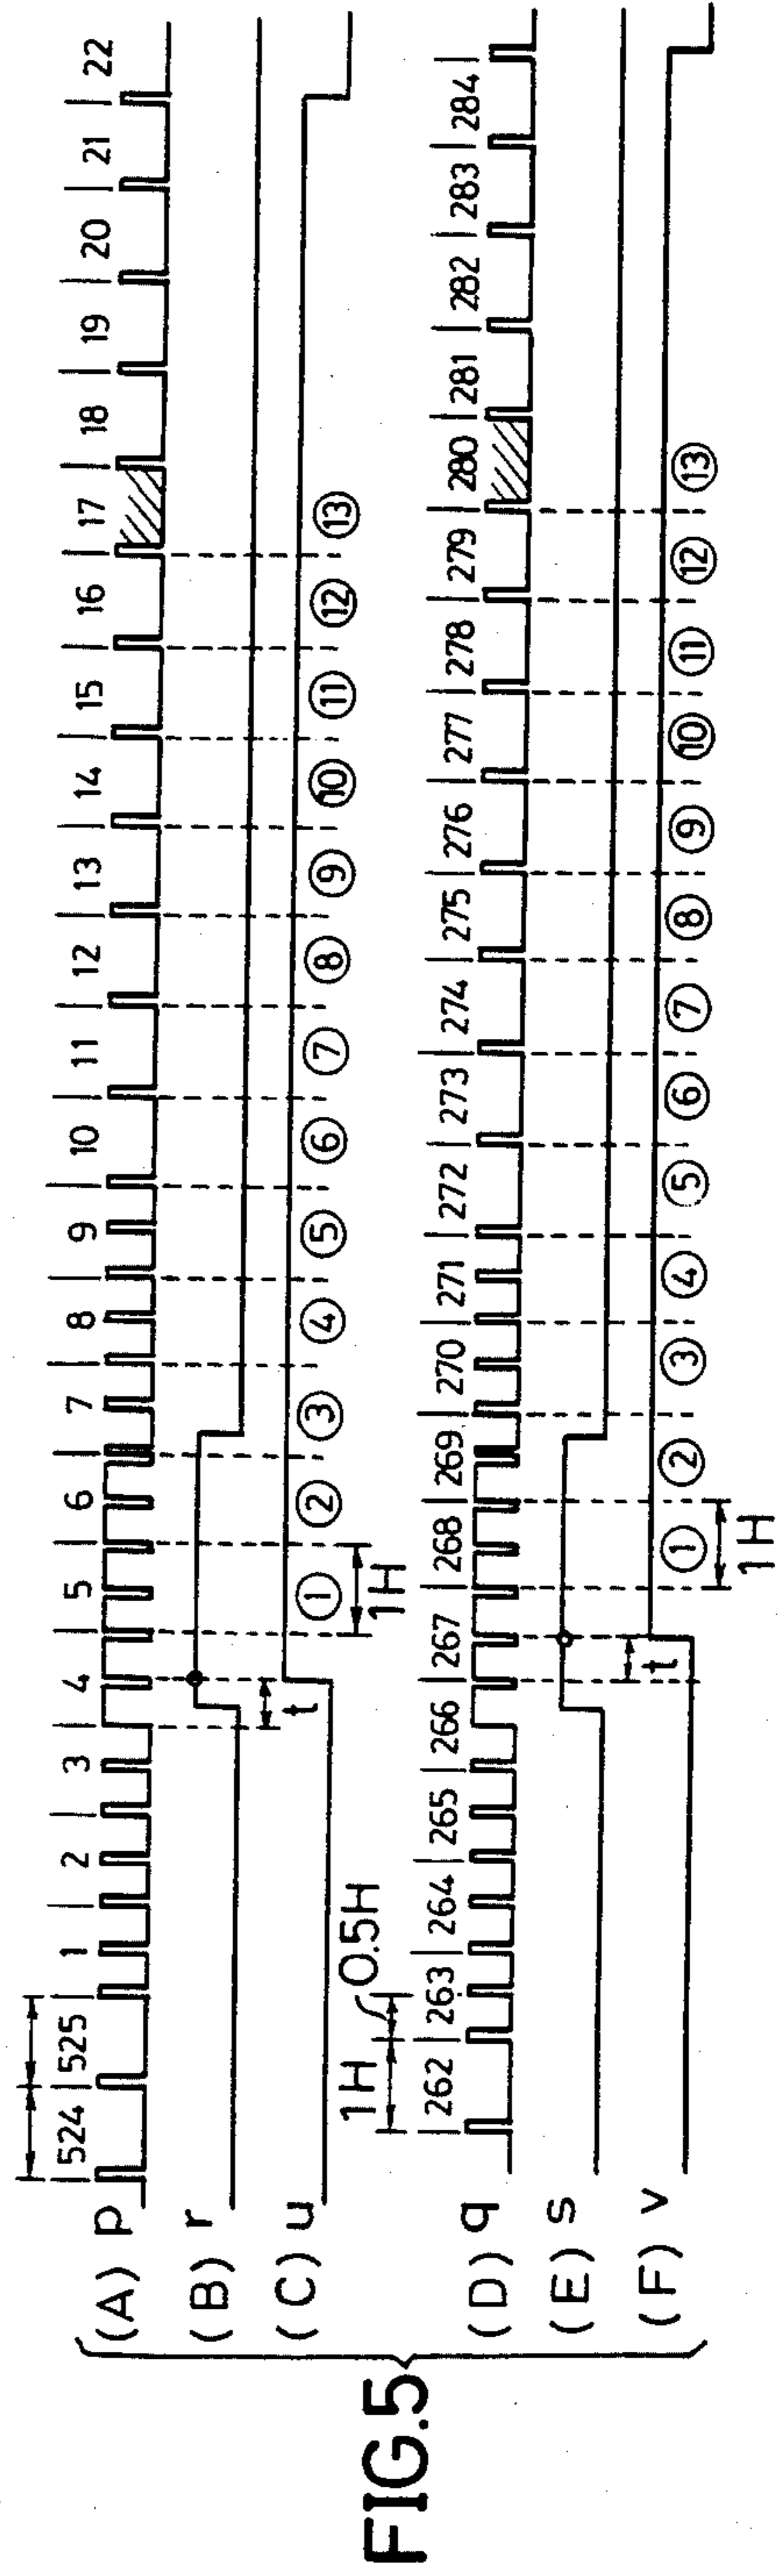 524 525 1 2 3 4 5 6 7 8 9 10 11 12 13 14 15 16 17 18 19 20 21 22
(A) p
(B) r
t
(C) u
① ② ③ ④ ⑤ ⑥ ⑦ ⑧ ⑨ ⑩ ⑪ ⑫ ⑬
1H
1H 0.5H
262 263 264 265 266 267 268 269 270 271 272 273 274 275 276 277 278 279 280 281 282 283 284
(D) q
(E) s
t
(F) v
① ② ③ ④ ⑤ ⑥ ⑦ ⑧ ⑨ ⑩ ⑪ ⑫ ⑬
1H
FIG.5